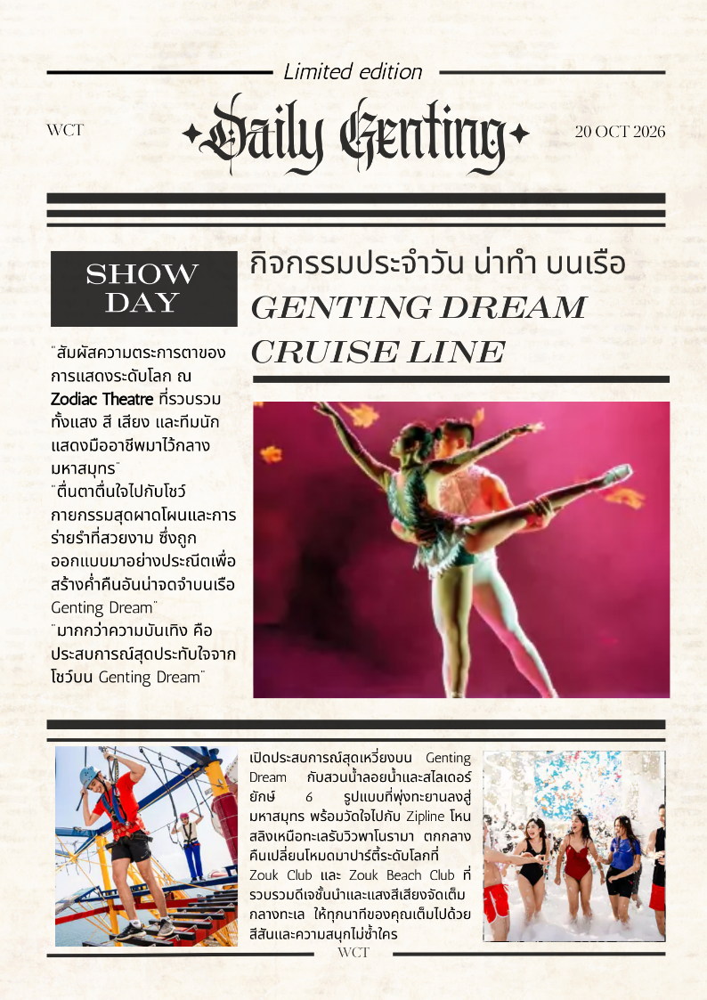 Limited edition
WCT
Daily Genting
20 OCT 2026
SHOW
DAY
กิจกรรมประจำวัน น่าทำ บนเรือ
GENTING DREAM
CRUISE LINE
"สัมผัสความตระการตาของ
การแสดงระดับโลก ณ
Zodiac Theatre ที่รวบรวม
ทั้งแสง สี เสียง และทีมนัก
แสดงมืออาชีพมาไว้กลาง
มหาสมุทร"
"ตื่นตาตื่นใจไปกับโชว์
กายกรรมสุดผาดโผนและการ
ร่ายรำที่สวยงาม ซึ่งถูก
ออกแบบมาอย่างประณีตเพื่อ
สร้างค่ำคืนอันน่าจดจำบนเรือ
Genting Dream"
"มากกว่าความบันเทิง คือ
ประสบการณ์สุดประทับใจจาก
โชว์บน Genting Dream"
เปิดประสบการณ์สุดเหวี่ยงบน Genting
Dream กับสวนน้ำลอยน้ำและสไลเดอร์
ยักษ์ 6 รูปแบบที่พุ่งทะยานลงสู่
มหาสมุทร พร้อมวัดใจไปกับ Zipline โหน
สลิงเหนือทะเลรับวิวพาโนรามา ตกกลาง
คืนเปลี่ยนโหมดมาปาร์ตี้ระดับโลกที่
Zouk Club และ Zouk Beach Club ที่
รวบรวมดีเจชั้นนำและแสงสีเสียงจัดเต็ม
กลางทะเล ให้ทุกนาทีของคุณเต็มไปด้วย
สีสันและความสนุกไม่ซ้ำใคร
WCT